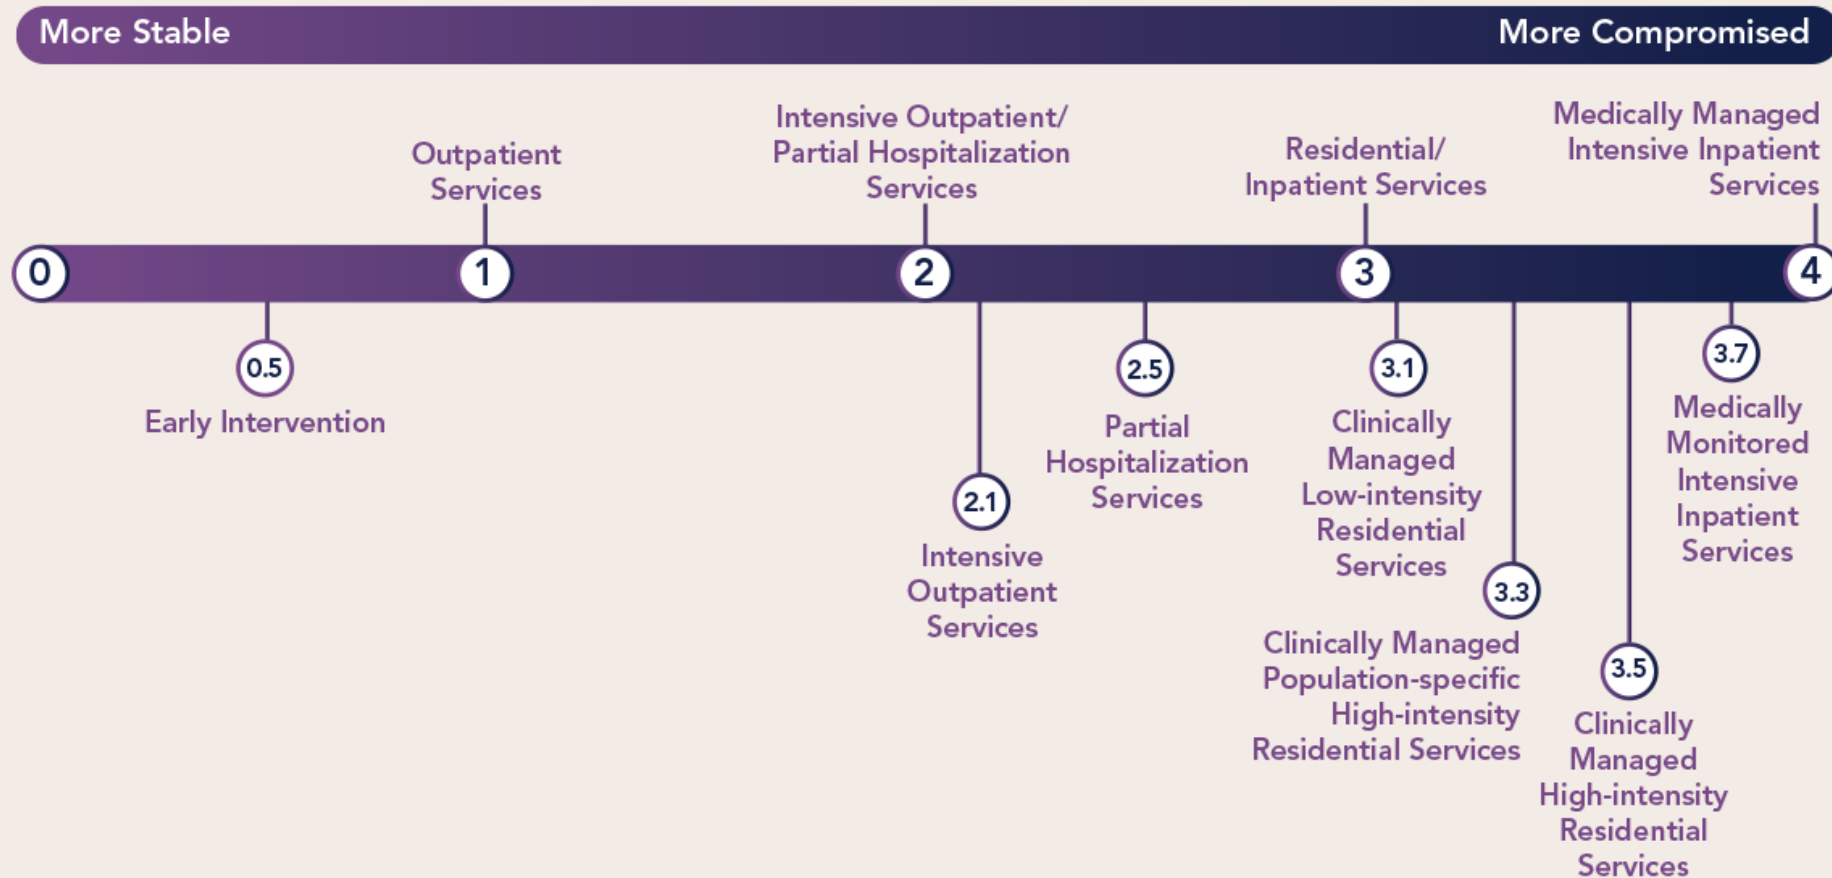 More Stable
More Compromised
Outpatient
Services
Intensive Outpatient/
Partial Hospitalization
Services
Residential/
Inpatient Services
Medically Managed
Intensive Inpatient
Services
0
1
2
3
4
0.5
Early Intervention
2.1
Intensive
Outpatient
Services
2.5
Partial
Hospitalization
Services
3.1
Clinically
Managed
Low-intensity
Residential
Services
3.3
Clinically Managed
Population-specific
High-intensity
Residential Services
3.5
Clinically
Managed
High-intensity
Residential
Services
3.7
Medically
Monitored
Intensive
Inpatient
Services